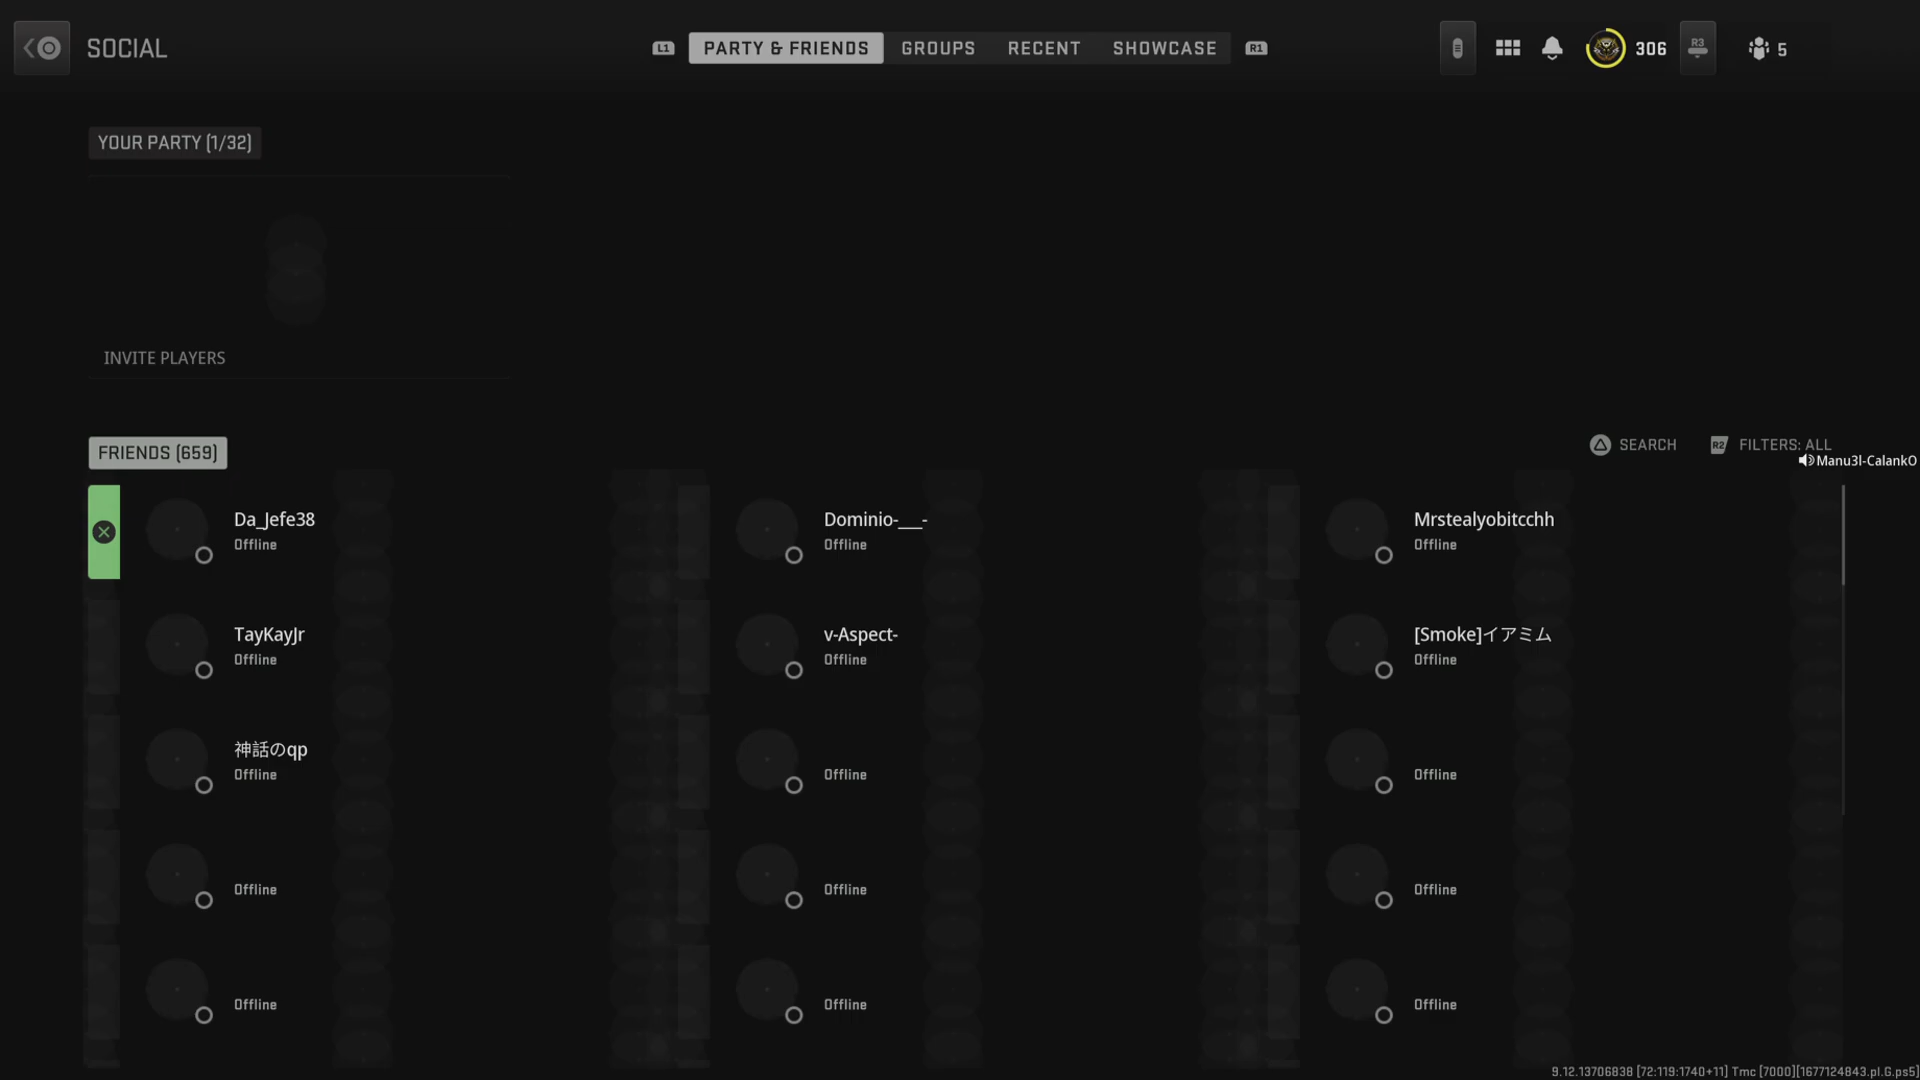 SOCIAL
L1 PARTY & FRIENDS GROUPS RECENT SHOWCASE R1
306 R3 5
YOUR PARTY (1/32)
INVITE PLAYERS
FRIENDS (659)
SEARCH R2 FILTERS: ALL
Manu3l-CalankO
Da_Jefe38
Offline
Dominio-___-
Offline
Mrstealyobitcchh
Offline
TayKayJr
Offline
v-Aspect-
Offline
[Smoke]イアミム
Offline
神話のqp
Offline
Offline
Offline
Offline
Offline
Offline
Offline
Offline
Offline
9.12.13706838 [72:119:1740+11] Tmc [7000][1677124843.pl.G.ps5]